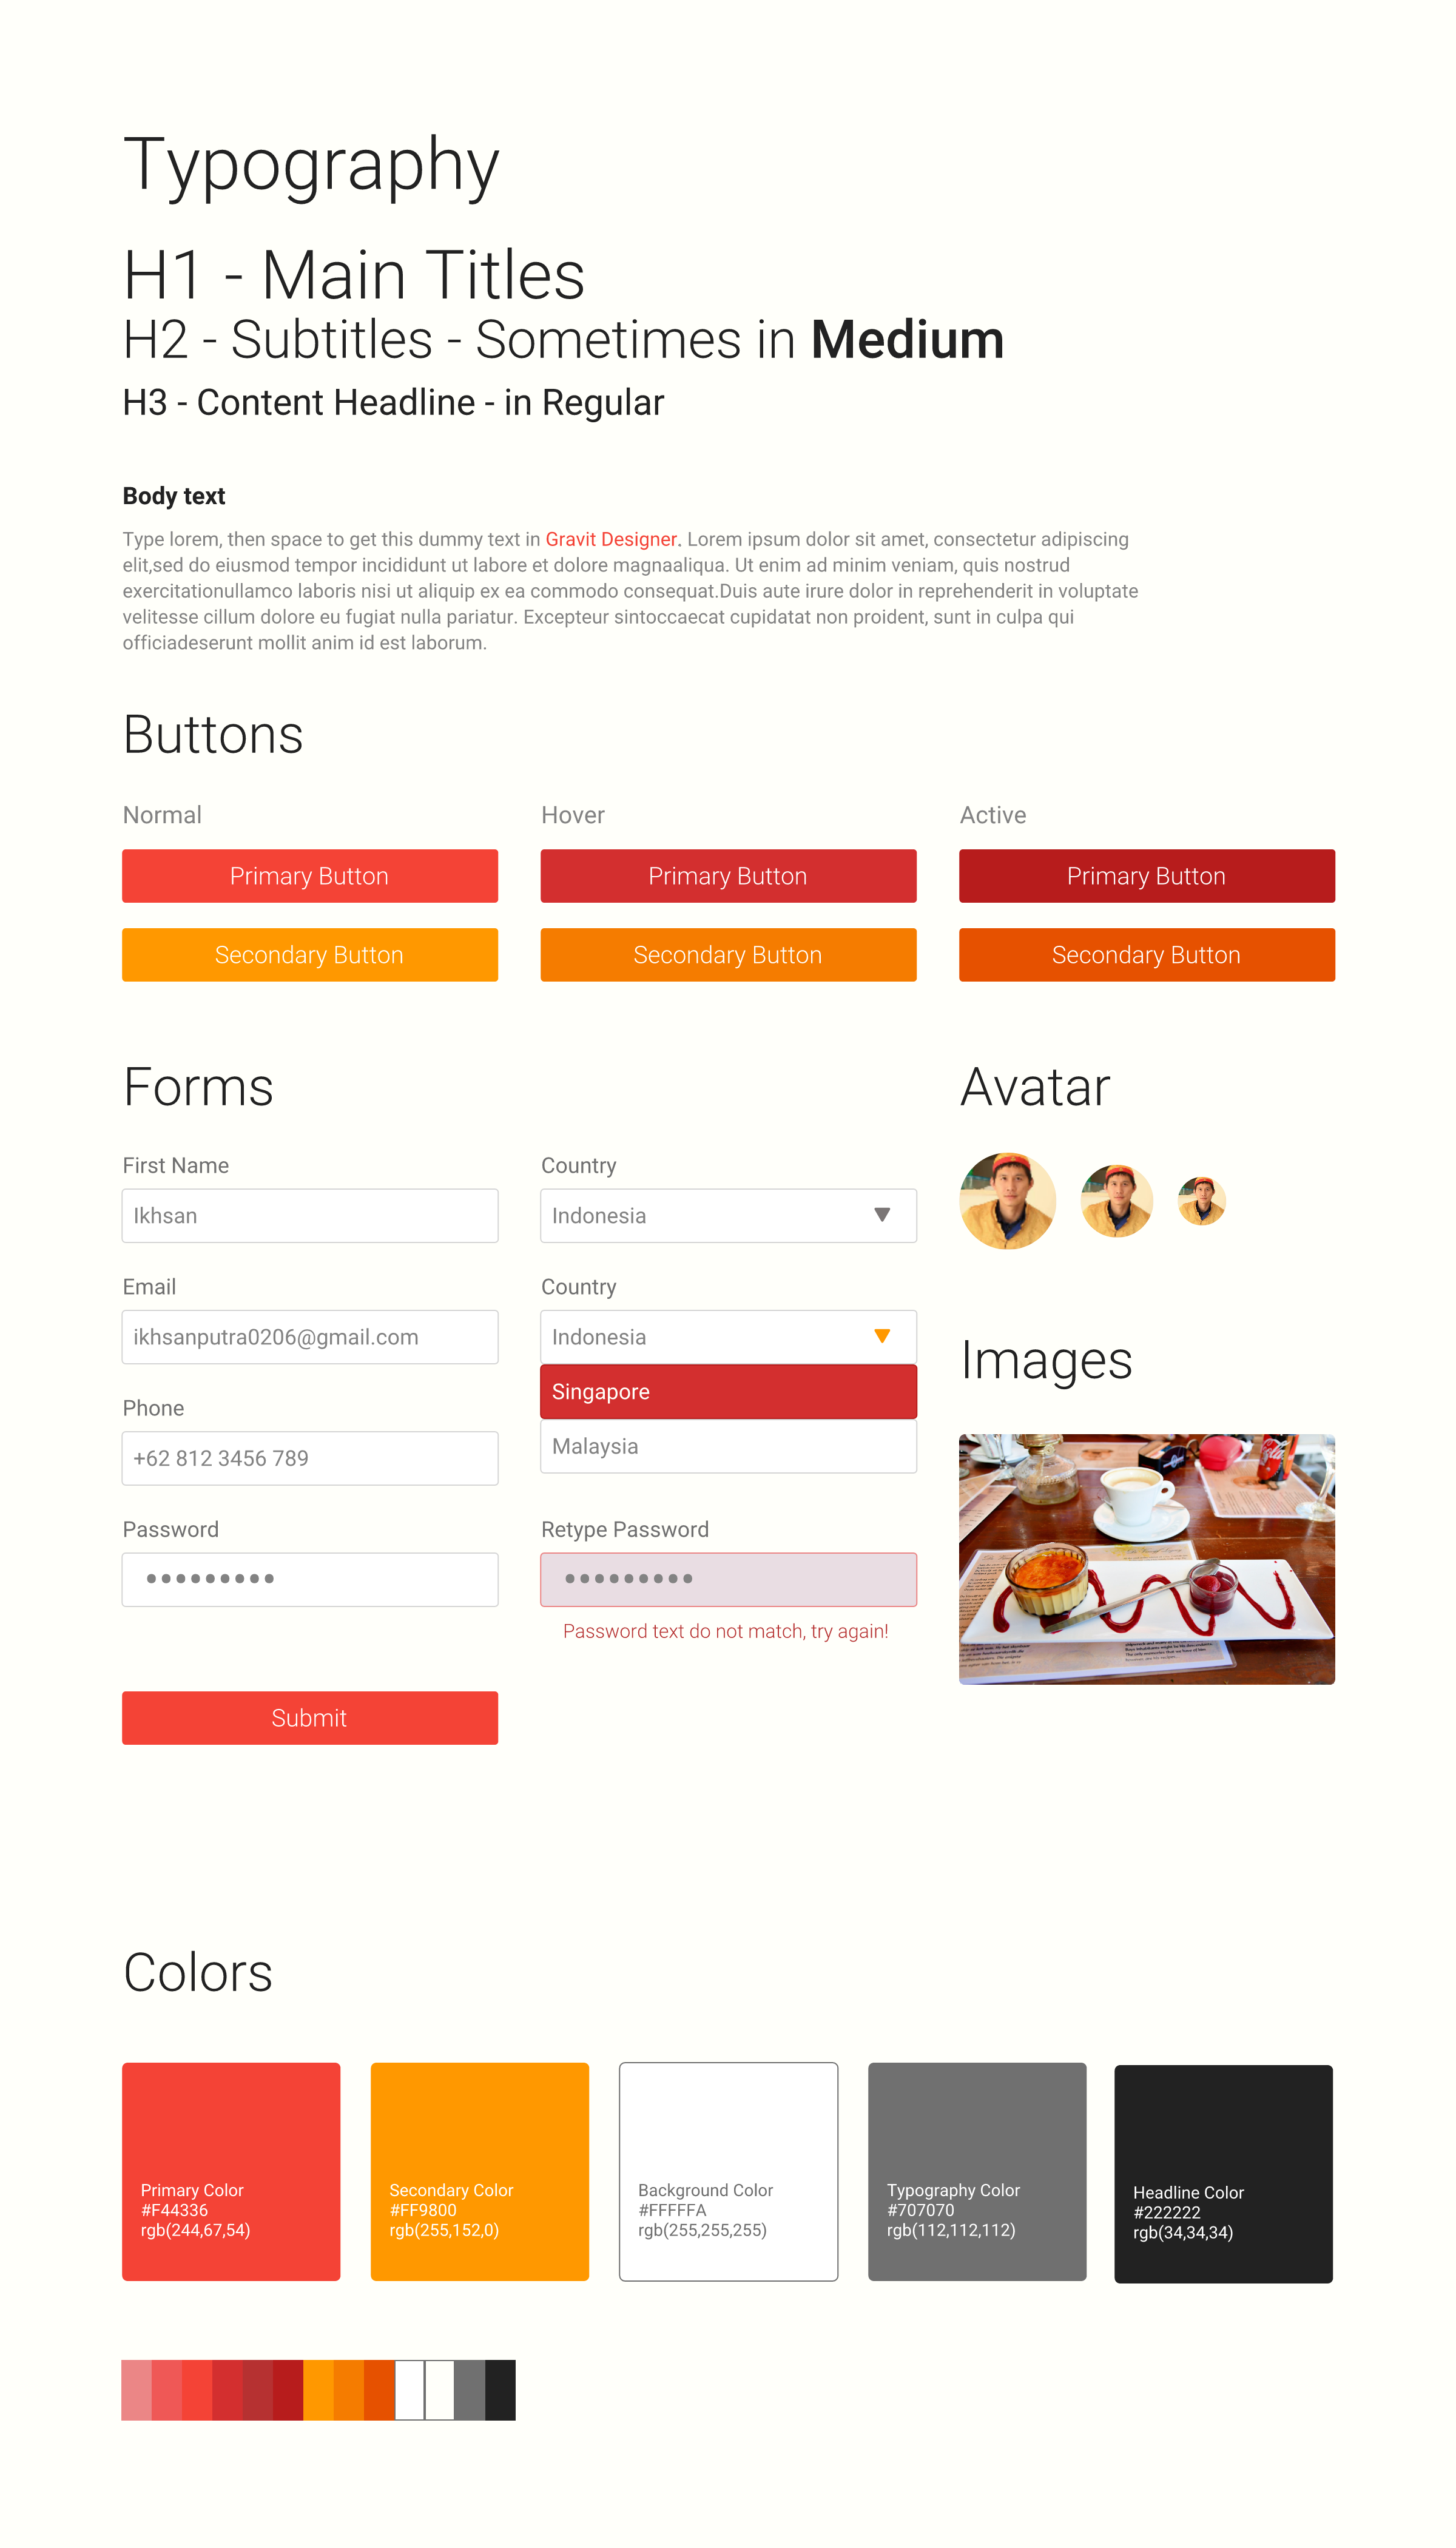 Typography
H1 - Main Titles
H2 - Subtitles - Sometimes in Medium
H3 - Content Headline - in Regular
Body text
Type lorem, then space to get this dummy text in Gravit Designer. Lorem ipsum dolor sit amet, consectetur adipiscing
elit,sed do eiusmod tempor incididunt ut labore et dolore magnaaliqua. Ut enim ad minim veniam, quis nostrud
exercitationullamco laboris nisi ut aliquip ex ea commodo consequat.Duis aute irure dolor in reprehenderit in voluptate
velitesse cillum dolore eu fugiat nulla pariatur. Excepteur sintoccaecat cupidatat non proident, sunt in culpa qui
officiadeserunt mollit anim id est laborum.
Buttons
Normal
Hover
Active
Primary Button
Primary Button
Primary Button
Secondary Button
Secondary Button
Secondary Button
Forms
First Name
Ikhsan
Email
ikhsanputra0206@gmail.com
Phone
+62 812 3456 789
Password
Submit
Country
Indonesia
Country
Indonesia
Singapore
Malaysia
Retype Password
Password text do not match, try again!
Avatar
Images
Colors
Primary Color
#F44336
rgb(244,67,54)
Secondary Color
#FF9800
rgb(255,152,0)
Background Color
#FFFFFA
rgb(255,255,255)
Typography Color
#707070
rgb(112,112,112)
Headline Color
#222222
rgb(34,34,34)